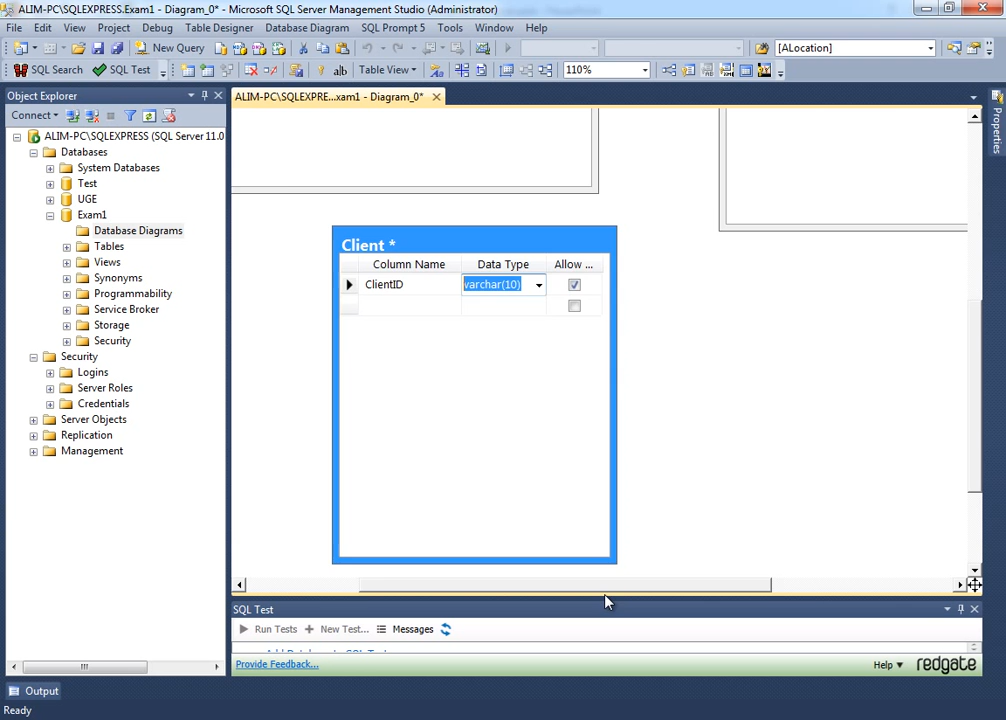 ALIM-PC\SQLEXPRESS.Exam1 - Diagram_0* - Microsoft SQL Server Management Studio (Administrator)
File Edit View Project Debug Table Designer Database Diagram SQL Prompt 5 Tools Window Help
New Query [ALocation]
SQL Search SQL Test Table View 110%
Object Explorer
ALIM-PC\SQLEXPRE...xam1 - Diagram_0*
Connect
ALIM-PC\SQLEXPRESS (SQL Server 11.0
Databases
System Databases
Test
UGE
Exam1
Database Diagrams
Tables
Views
Synonyms
Programmability
Service Broker
Storage
Security
Security
Logins
Server Roles
Credentials
Server Objects
Replication
Management
Client *
Column Name Data Type Allow ...
ClientID varchar(10)
Properties
SQL Test
Run Tests New Test... Messages
Provide Feedback... Help redgate
Output
Ready